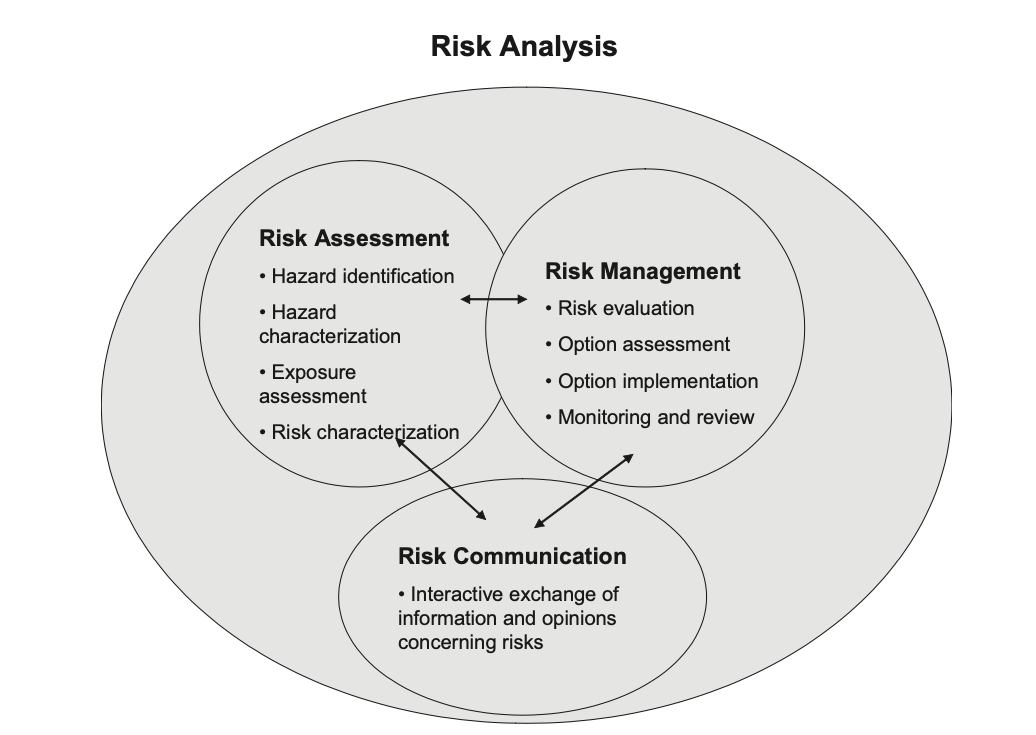 Risk Analysis
Risk Assessment
• Hazard identification
• Hazard
characterization
• Exposure
assessment
• Risk characterization
Risk Management
• Risk evaluation
• Option assessment
• Option implementation
• Monitoring and review
Risk Communication
• Interactive exchange of
information and opinions
concerning risks